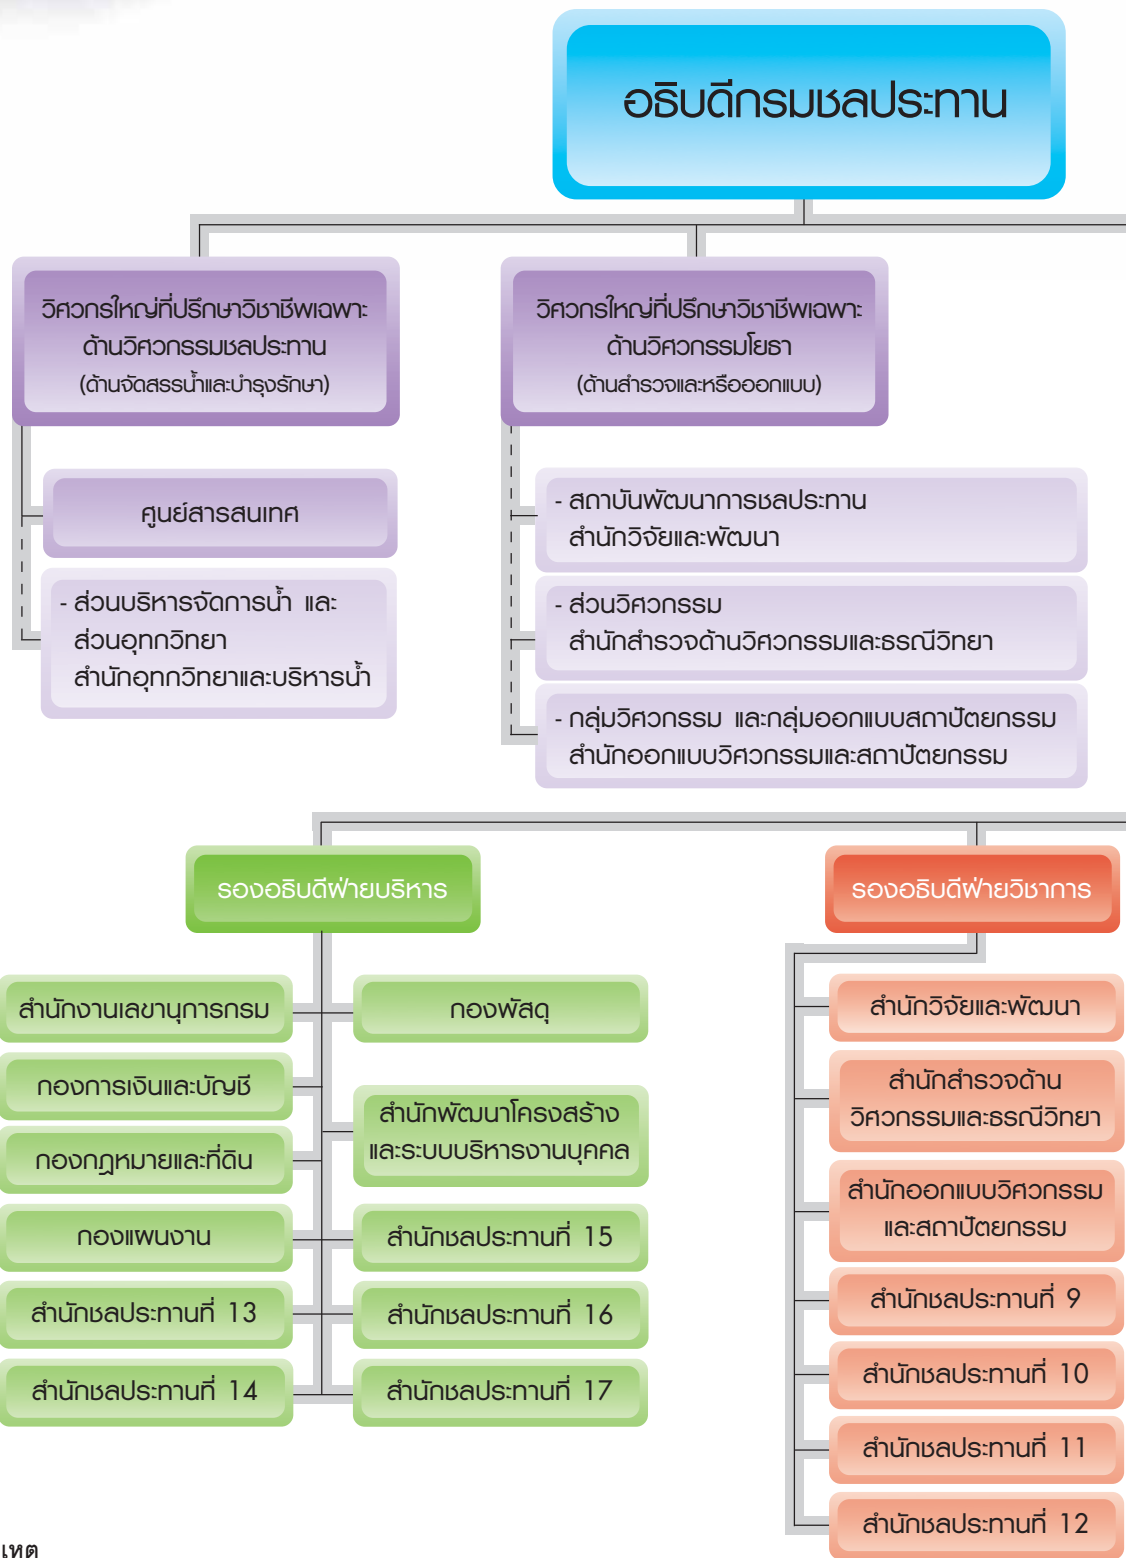 อธิบดีกรมชลประทาน
วิศวกรใหญ่ที่ปรึกษาวิชาชีพเฉพาะ
ด้านวิศวกรรมชลประทาน
(ด้านจัดสรรน้ำและบำรุงรักษา)
วิศวกรใหญ่ที่ปรึกษาวิชาชีพเฉพาะ
ด้านวิศวกรรมโยธา
(ด้านสำรวจและหรือออกแบบ)
ศูนย์สารสนเทศ
- ส่วนบริหารจัดการน้ำ และ
ส่วนอุทกวิทยา
สำนักอุทกวิทยาและบริหารน้ำ
- สถาบันพัฒนาการชลประทาน
สำนักวิจัยและพัฒนา
- ส่วนวิศวกรรม
สำนักสำรวจด้านวิศวกรรมและธรณีวิทยา
- กลุ่มวิศวกรรม และกลุ่มออกแบบสถาปัตยกรรม
สำนักออกแบบวิศวกรรมและสถาปัตยกรรม
รองอธิบดีฝ่ายบริหาร
สำนักงานเลขานุการกรม
กองการเงินและบัญชี
กองกฎหมายและที่ดิน
กองแผนงาน
สำนักชลประทานที่ 13
สำนักชลประทานที่ 14
กองพัสดุ
สำนักพัฒนาโครงสร้าง
และระบบบริหารงานบุคคล
สำนักชลประทานที่ 15
สำนักชลประทานที่ 16
สำนักชลประทานที่ 17
รองอธิบดีฝ่ายวิชาการ
สำนักวิจัยและพัฒนา
สำนักสำรวจด้าน
วิศวกรรมและธรณีวิทยา
สำนักออกแบบวิศวกรรม
และสถาปัตยกรรม
สำนักชลประทานที่ 9
สำนักชลประทานที่ 10
สำนักชลประทานที่ 11
สำนักชลประทานที่ 12
เหต